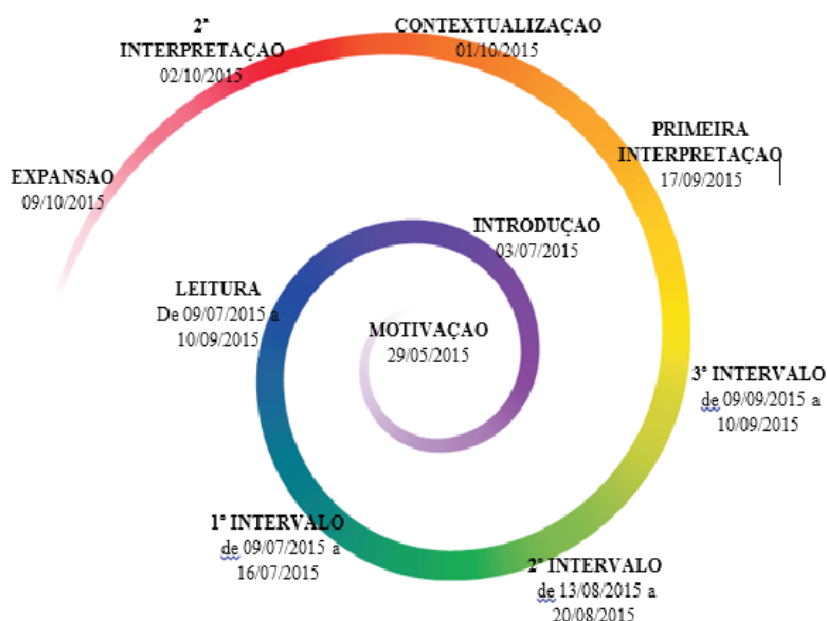 2ª
INTERPRETAÇAO
02/10/2015
CONTEXTUALIZAÇAO
01/10/2015
PRIMEIRA
INTERPRETAÇAO
17/09/2015
EXPANSAO
09/10/2015
INTRODUÇAO
03/07/2015
LEITURA
De 09/07/2015 a
10/09/2015
MOTIVAÇAO
29/05/2015
3ª INTERVALO
de 09/09/2015 a
10/09/2015
1ª INTERVALO
de 09/07/2015 a
16/07/2015
2ª INTERVALO
de 13/08/2015 a
20/08/2015